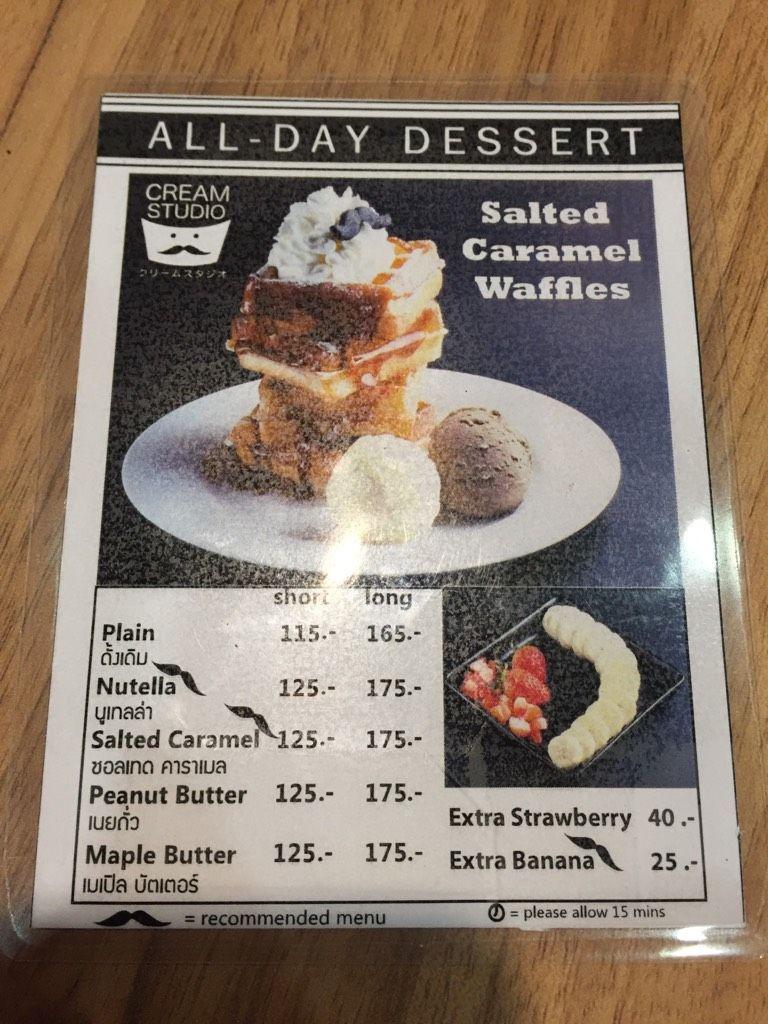 ALL-DAY DESSERT
CREAM
STUDIO
クリームスタジオ
Salted
Caramel
Waffles
short long
Plain 115.- 165.-
ดั้งเดิม
Nutella 125.- 175.-
นูเทลล่า
Salted Caramel 125.- 175.-
ซอลเทด คาราเมล
Peanut Butter 125.- 175.-
เนยถั่ว
Maple Butter 125.- 175.-
เมเปิล บัตเตอร์
Extra Strawberry 40 .-
Extra Banana 25 .-
= recommended menu
= please allow 15 mins